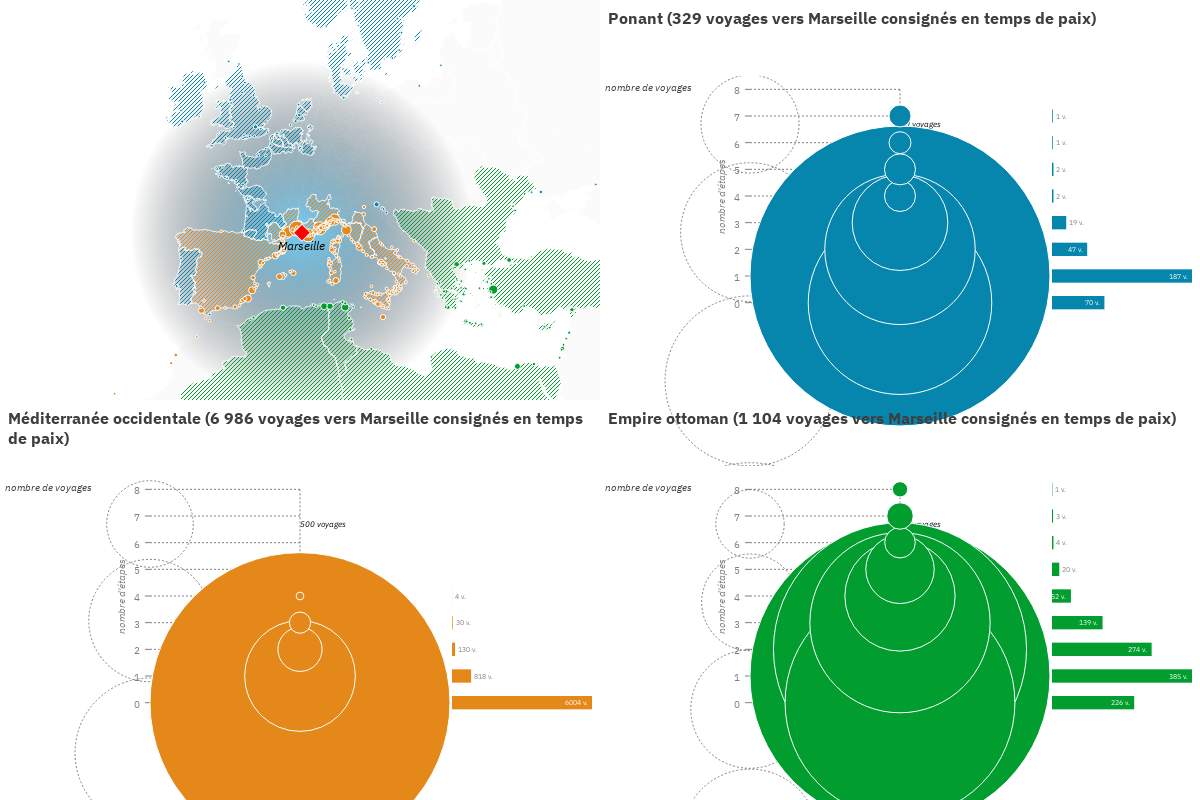 Marseille
Ponant (329 voyages vers Marseille consignés en temps de paix)
nombre de voyages
8
7
6
5
4
3
2
1
0
nombre d'étapes
voyages
1 v.
1 v.
2 v.
2 v.
19 v.
47 v.
187 v.
70 v.
Méditerranée occidentale (6 986 voyages vers Marseille consignés en temps
de paix)
nombre de voyages
8
7
6
5
4
3
2
1
0
nombre d'étapes
500 voyages
4 v.
30 v.
130 v.
818 v.
6004 v.
Empire ottoman (1 104 voyages vers Marseille consignés en temps de paix)
nombre de voyages
8
7
6
5
4
3
2
1
0
nombre d'étapes
1 v.
3 v.
4 v.
20 v.
52 v.
139 v.
274 v.
385 v.
226 v.